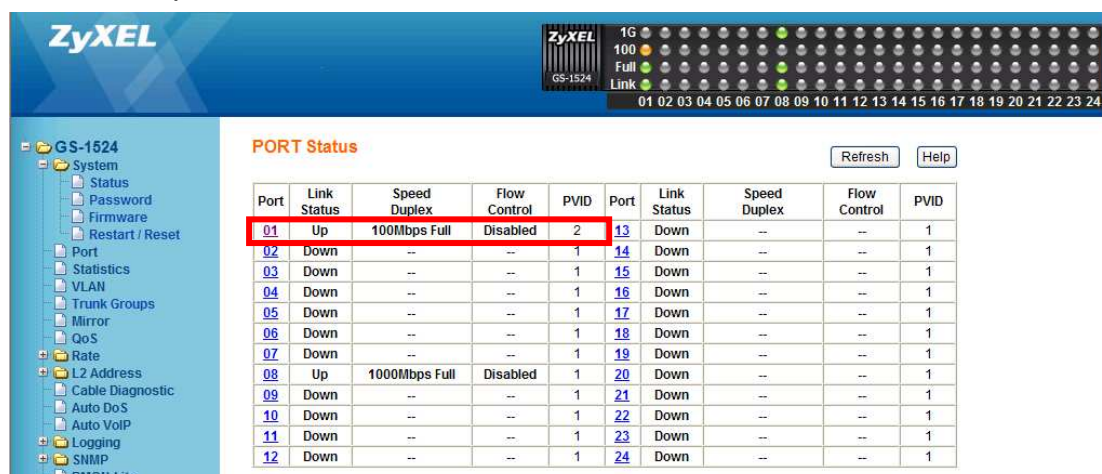 ZyXEL
ZyXEL
GS-1524
1G
100
Full
Link
01 02 03 04 05 06 07 08 09 10 11 12 13 14 15 16 17 18 19 20 21 22 23 24
GS-1524
System
Status
Password
Firmware
Restart / Reset
Port
Statistics
VLAN
Trunk Groups
Mirror
QoS
Rate
L2 Address
Cable Diagnostic
Auto DoS
Auto VoIP
Logging
SNMP
PORT Status
Refresh Help
Port Link Status Speed Duplex Flow Control PVID Port Link Status Speed Duplex Flow Control PVID
01 Up 100Mbps Full Disabled 2 13 Down -- -- 1
02 Down -- -- 1 14 Down -- -- 1
03 Down -- -- 1 15 Down -- -- 1
04 Down -- -- 1 16 Down -- -- 1
05 Down -- -- 1 17 Down -- -- 1
06 Down -- -- 1 18 Down -- -- 1
07 Down -- -- 1 19 Down -- -- 1
08 Up 1000Mbps Full Disabled 1 20 Down -- -- 1
09 Down -- -- 1 21 Down -- -- 1
10 Down -- -- 1 22 Down -- -- 1
11 Down -- -- 1 23 Down -- -- 1
12 Down -- -- 1 24 Down -- -- 1